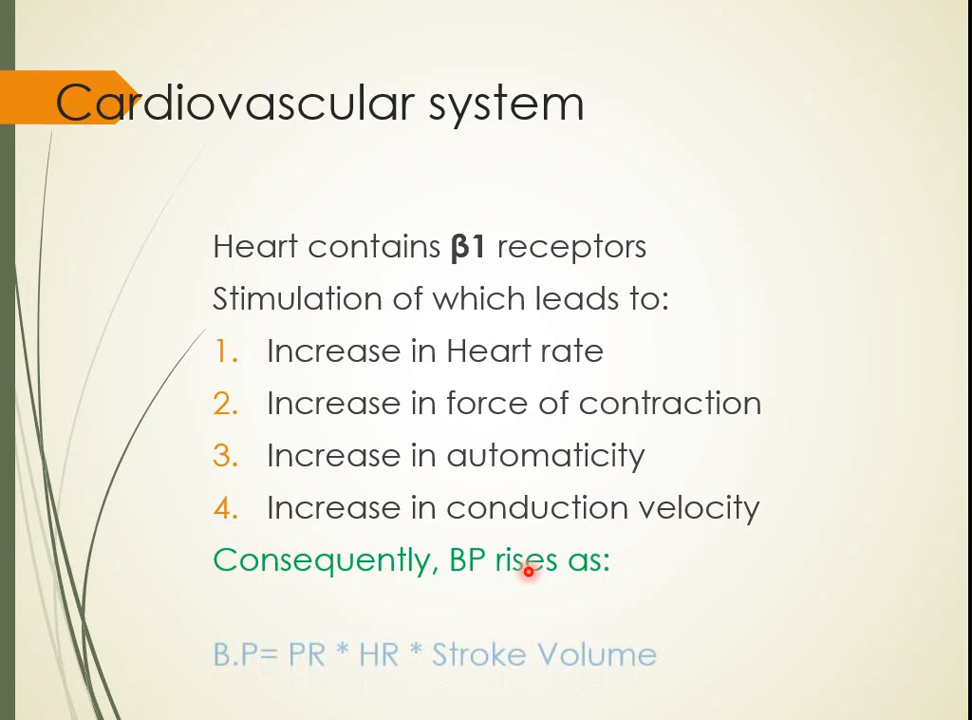 Cardiovascular system
Heart contains β1 receptors
Stimulation of which leads to:
1. Increase in Heart rate
2. Increase in force of contraction
3. Increase in automaticity
4. Increase in conduction velocity
Consequently, BP rises as:
B.P= PR * HR * Stroke Volume